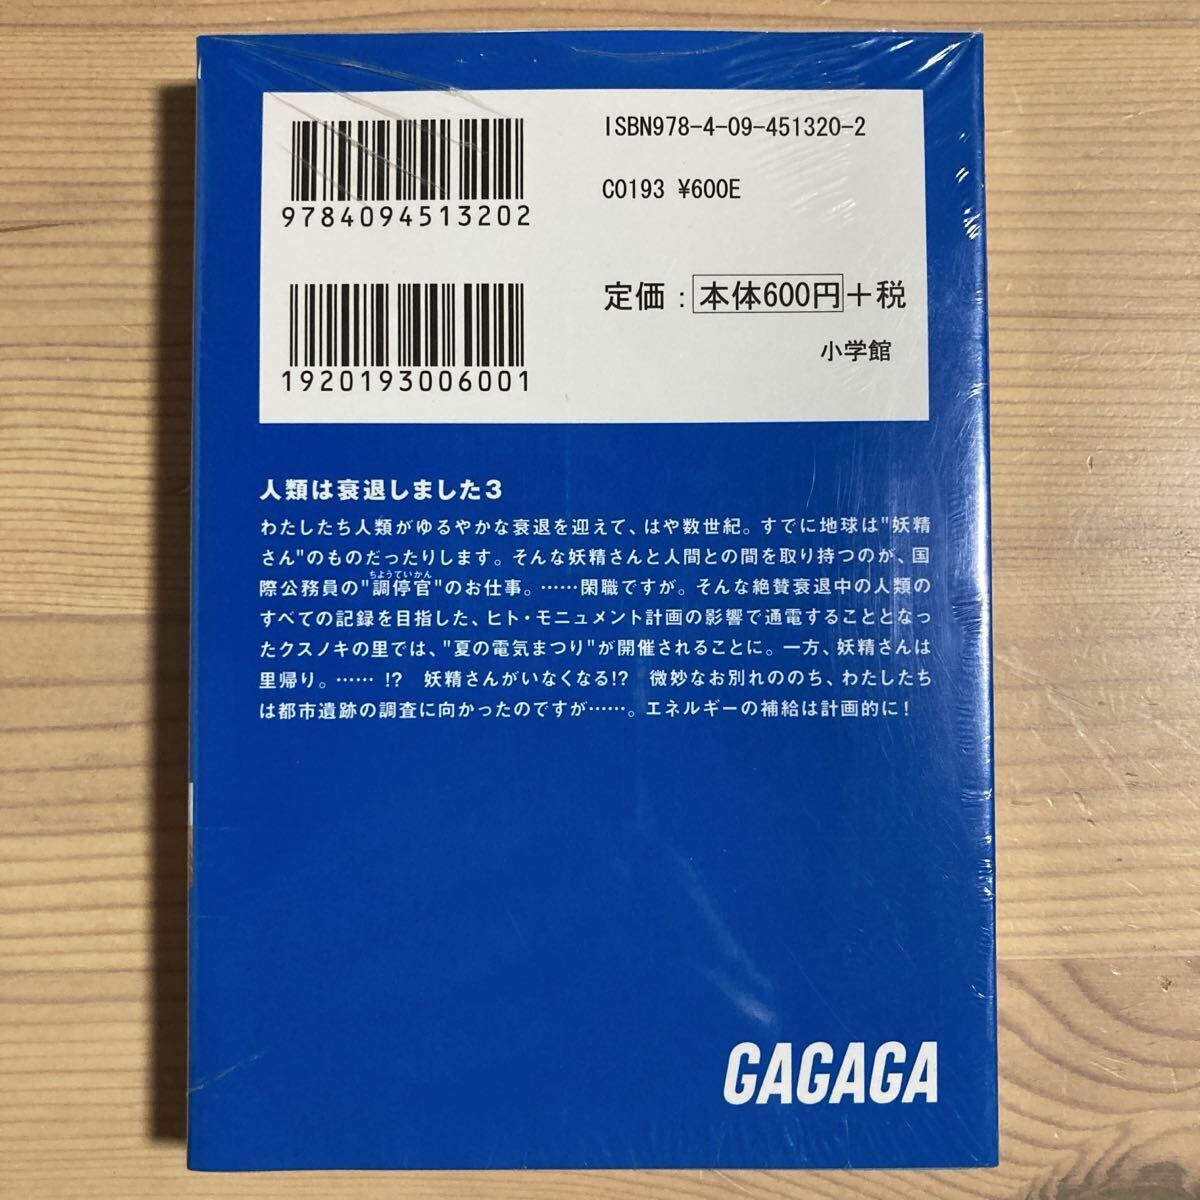 ISBN978-4-09-451320-2
9784094513202
C0193 ¥600E
定価：本体600円＋税
小学館
1920193006001
人類は衰退しました3
わたしたち人類がゆるやかな衰退を迎えて、はや数世紀。すでに地球は"妖精
さん"のものだったりします。そんな妖精さんと人間との間を取り持つのが、国
ちょうていかん
際公務員の"調停官"のお仕事。……閑職ですが。そんな絶賛衰退中の人類の
すべての記録を目指した、ヒト・モニュメント計画の影響で通電することとなっ
たクスノキの里では、"夏の電気まつり"が開催されることに。一方、妖精さんは
里帰り。…… !?　妖精さんがいなくなる!?　微妙なお別れののち、わたしたち
は都市遺跡の調査に向かったのですが……。エネルギーの補給は計画的に！
GAGAGA